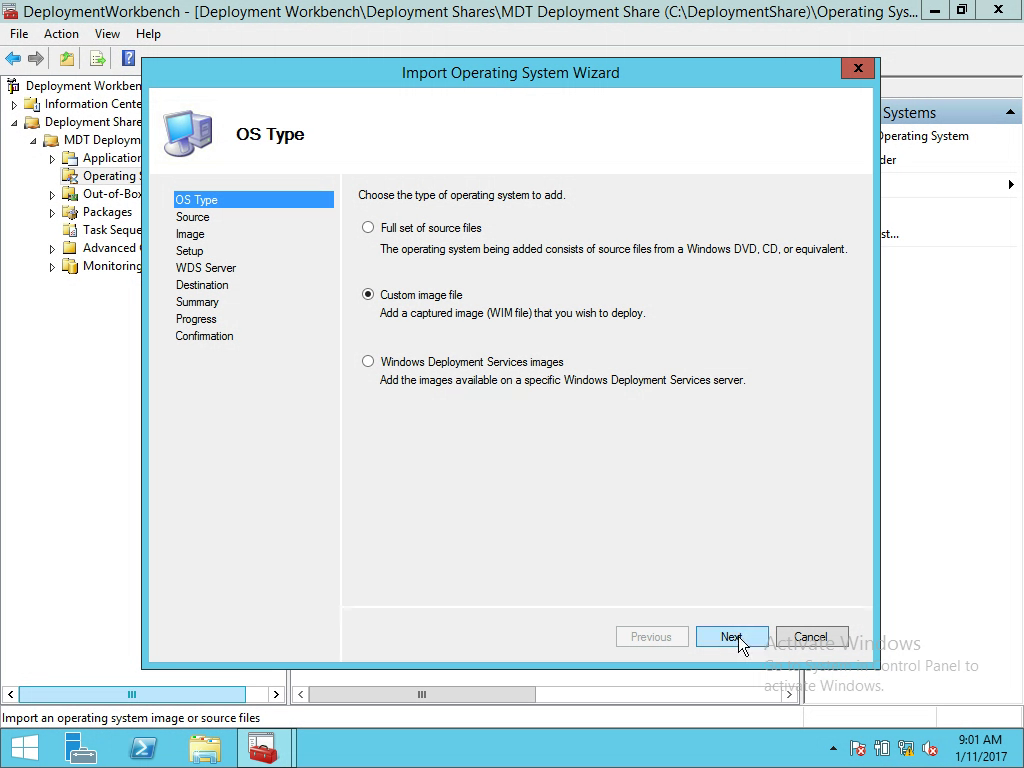 DeploymentWorkbench - [Deployment Workbench\Deployment Shares\MDT Deployment Share (C:\DeploymentShare)\Operating Sys...
File Action View Help
Import Operating System Wizard
Deployment Workben
Information Cente
Deployment Share
MDT Deploym
Application
Operating S
Out-of-Box
Packages
Task Seque
Advanced
Monitoring
OS Type
OS Type
Source
Image
Setup
WDS Server
Destination
Summary
Progress
Confirmation
Choose the type of operating system to add.
Full set of source files
The operating system being added consists of source files from a Windows DVD, CD, or equivalent.
Custom image file
Add a captured image (WIM file) that you wish to deploy.
Windows Deployment Services images
Add the images available on a specific Windows Deployment Services server.
Previous Next Cancel
Systems
Operating System
der
st...
Activate Windows
Go to System in Control Panel to
activate Windows.
Import an operating system image or source files
9:01 AM
1/11/2017